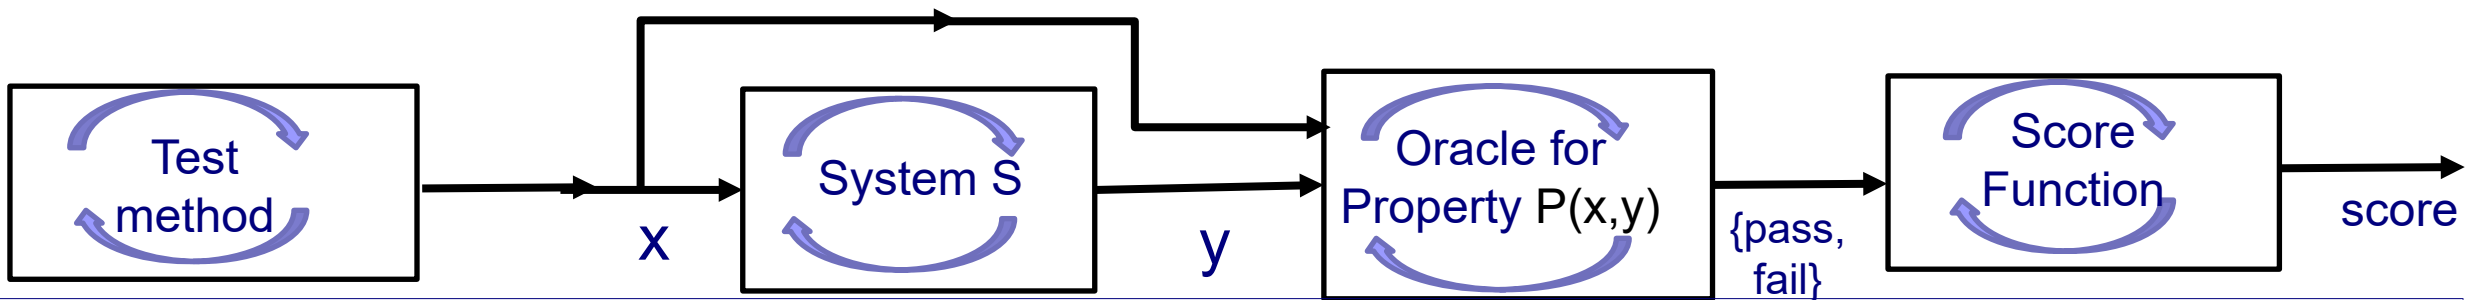 Test
method
x
System S
y
Oracle for
Property P(x,y)
{pass,
fail}
Score
Function
score